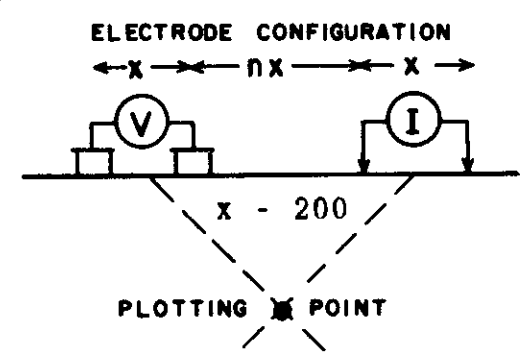 ELECTRODE CONFIGURATION
x nx x
V I
x - 200
PLOTTING POINT